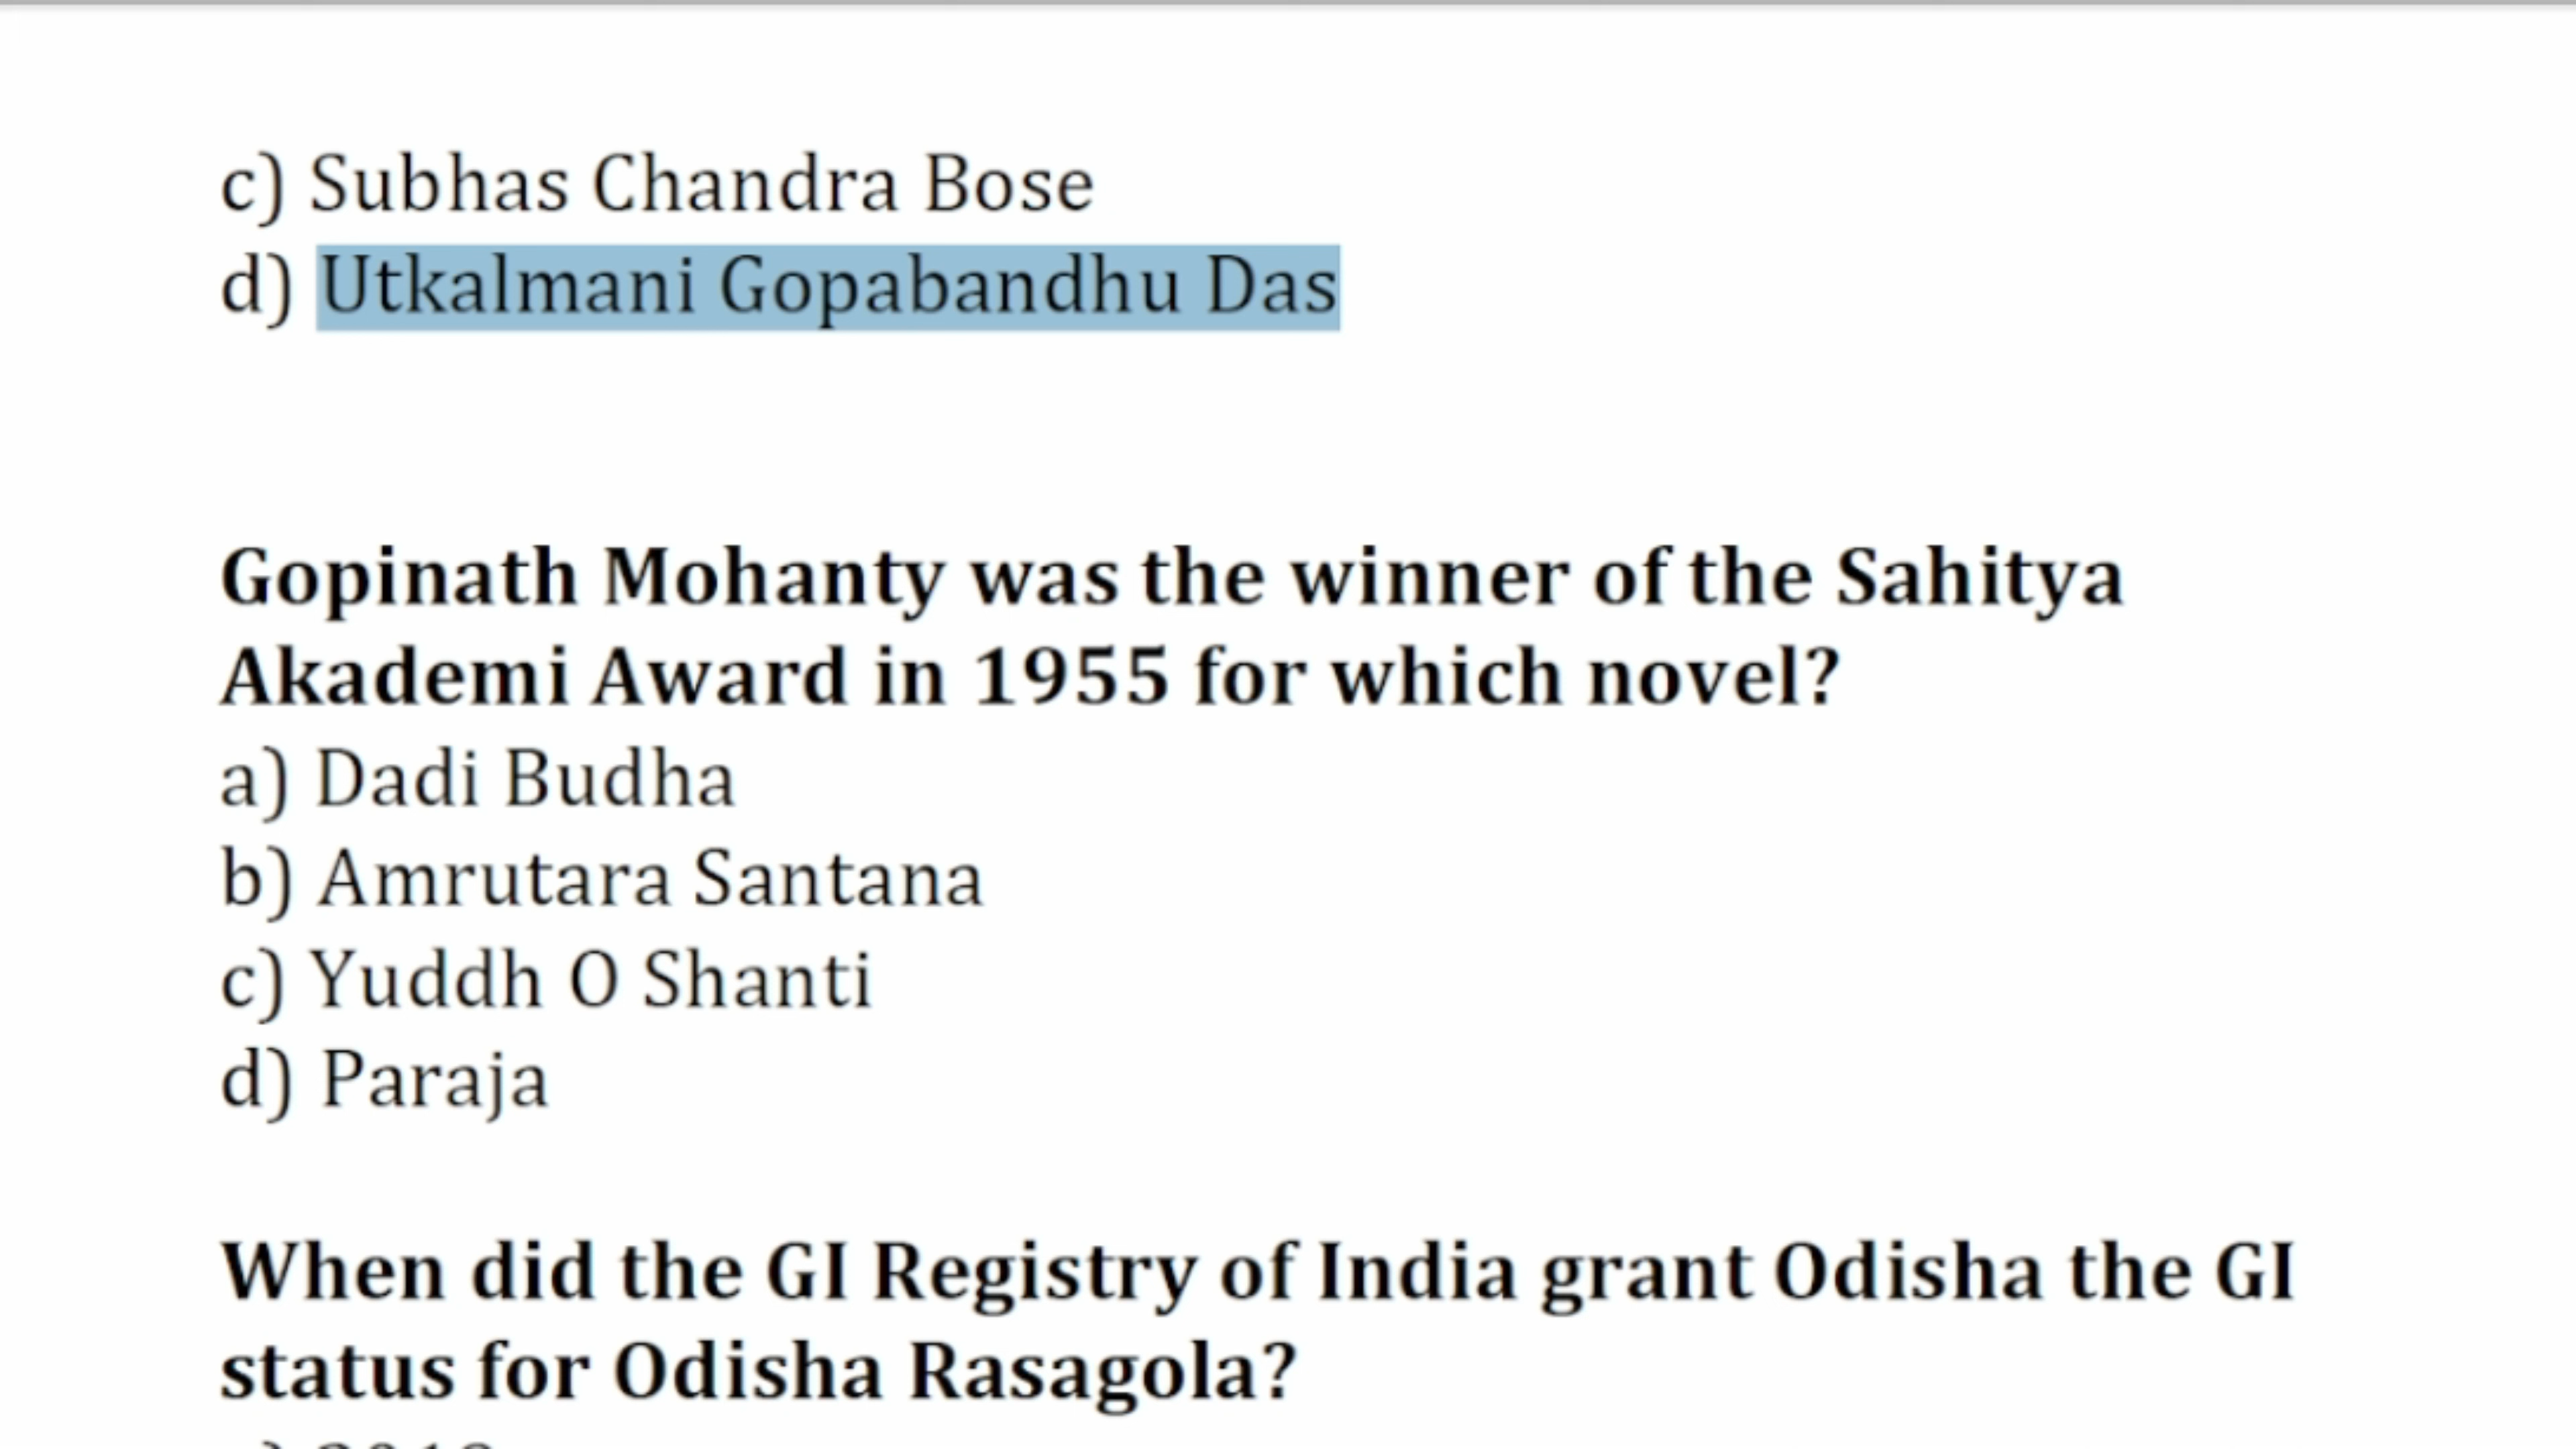 c) Subhas Chandra Bose
d) Utkalmani Gopabandhu Das
Gopinath Mohanty was the winner of the Sahitya
Akademi Award in 1955 for which novel?
a) Dadi Budha
b) Amrutara Santana
c) Yuddh O Shanti
d) Paraja
When did the GI Registry of India grant Odisha the GI
status for Odisha Rasagola?